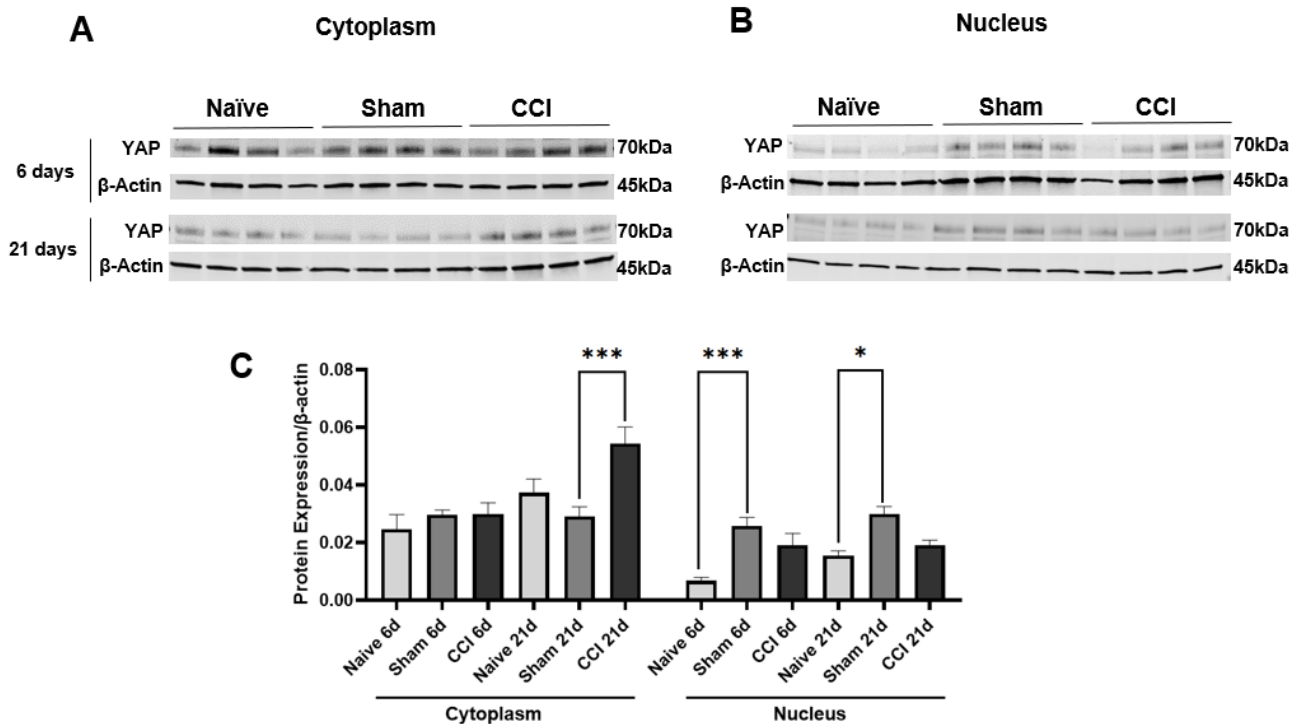 A
Cytoplasm
Naïve Sham CCI
6 days
YAP 70kDa
β-Actin 45kDa
21 days
YAP 70kDa
β-Actin 45kDa
B
Nucleus
Naïve Sham CCI
YAP 70kDa
β-Actin 45kDa
YAP 70kDa
β-Actin 45kDa
C
Protein Expression/β-actin
0.08
0.06
0.04
0.02
0.00
*** *** *
Naive 6d
Sham 6d
CCI 6d
Naive 21d
Sham 21d
CCI 21d
Naive 6d
Sham 6d
CCI 6d
Naive 21d
Sham 21d
CCI 21d
Cytoplasm Nucleus